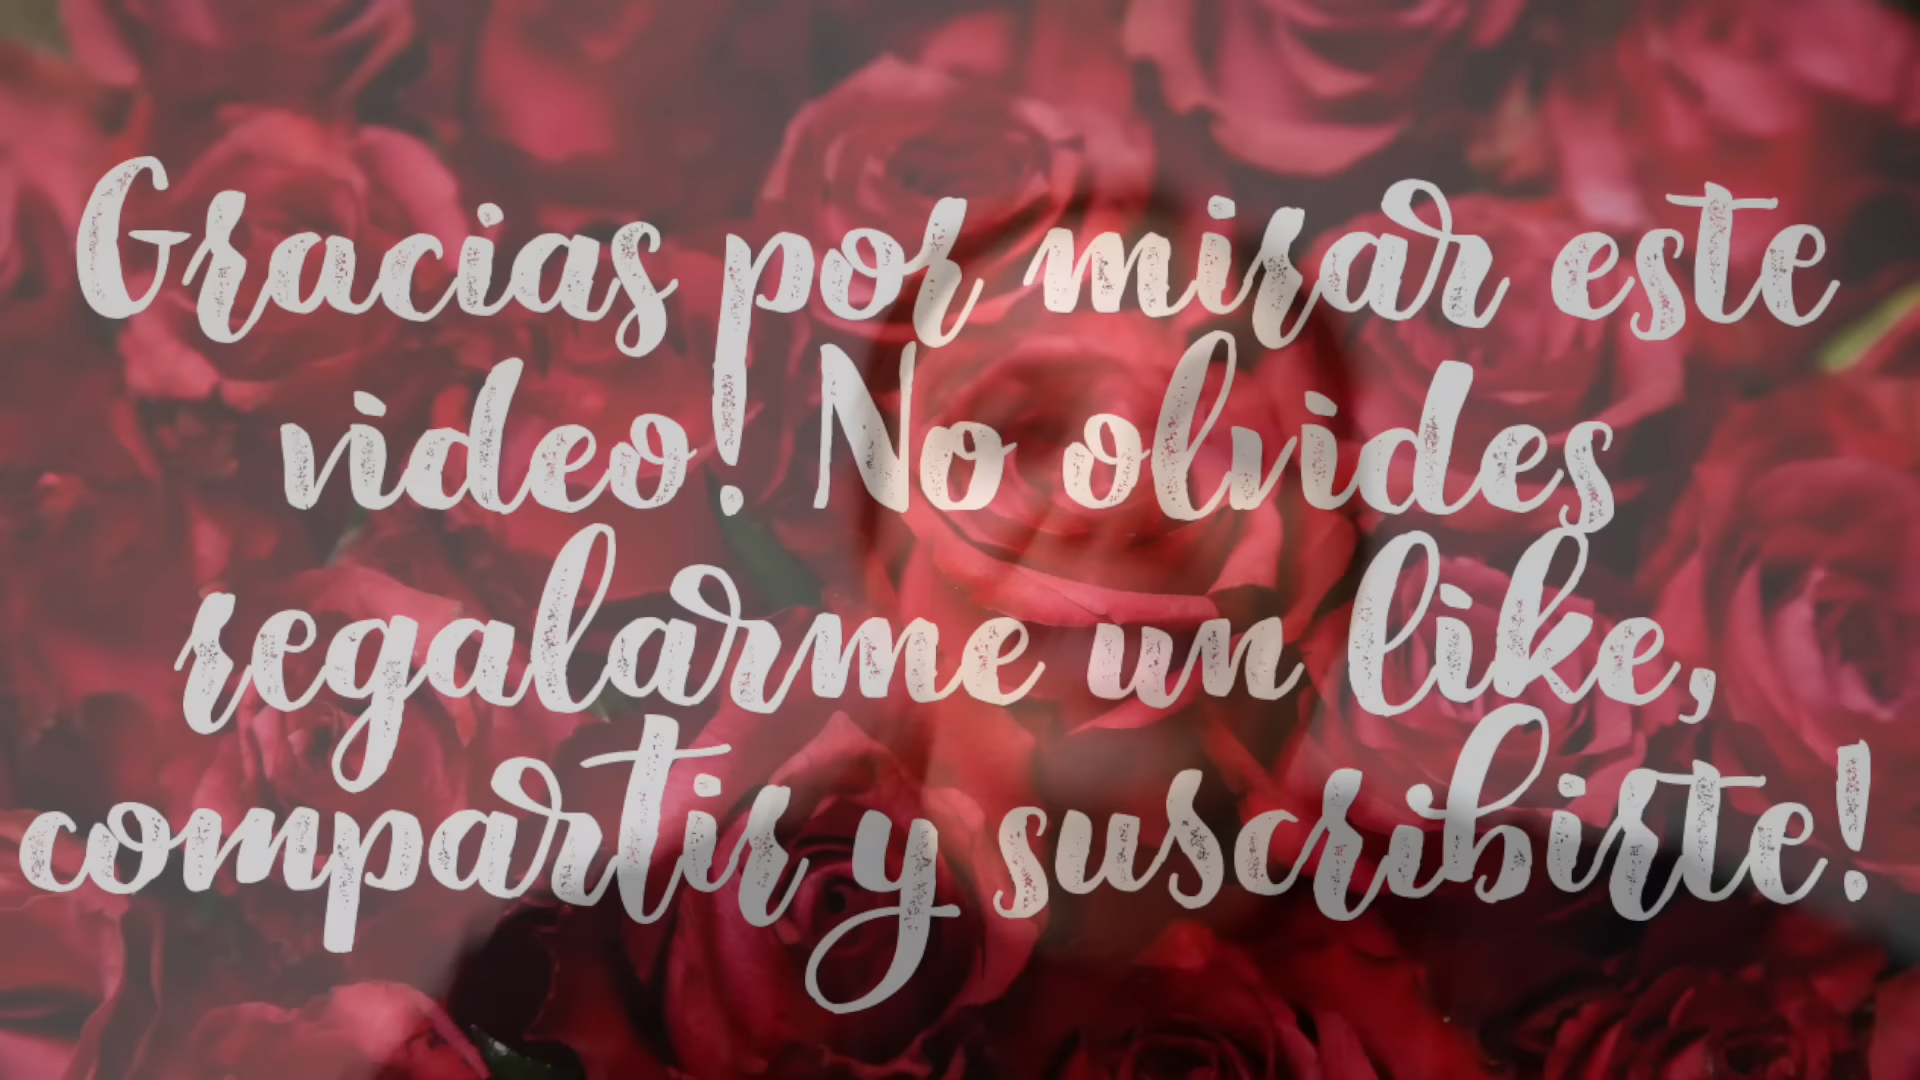 Gracias por mirar este
video! No olvides
regalarme un like,
compartir y suscribirte!